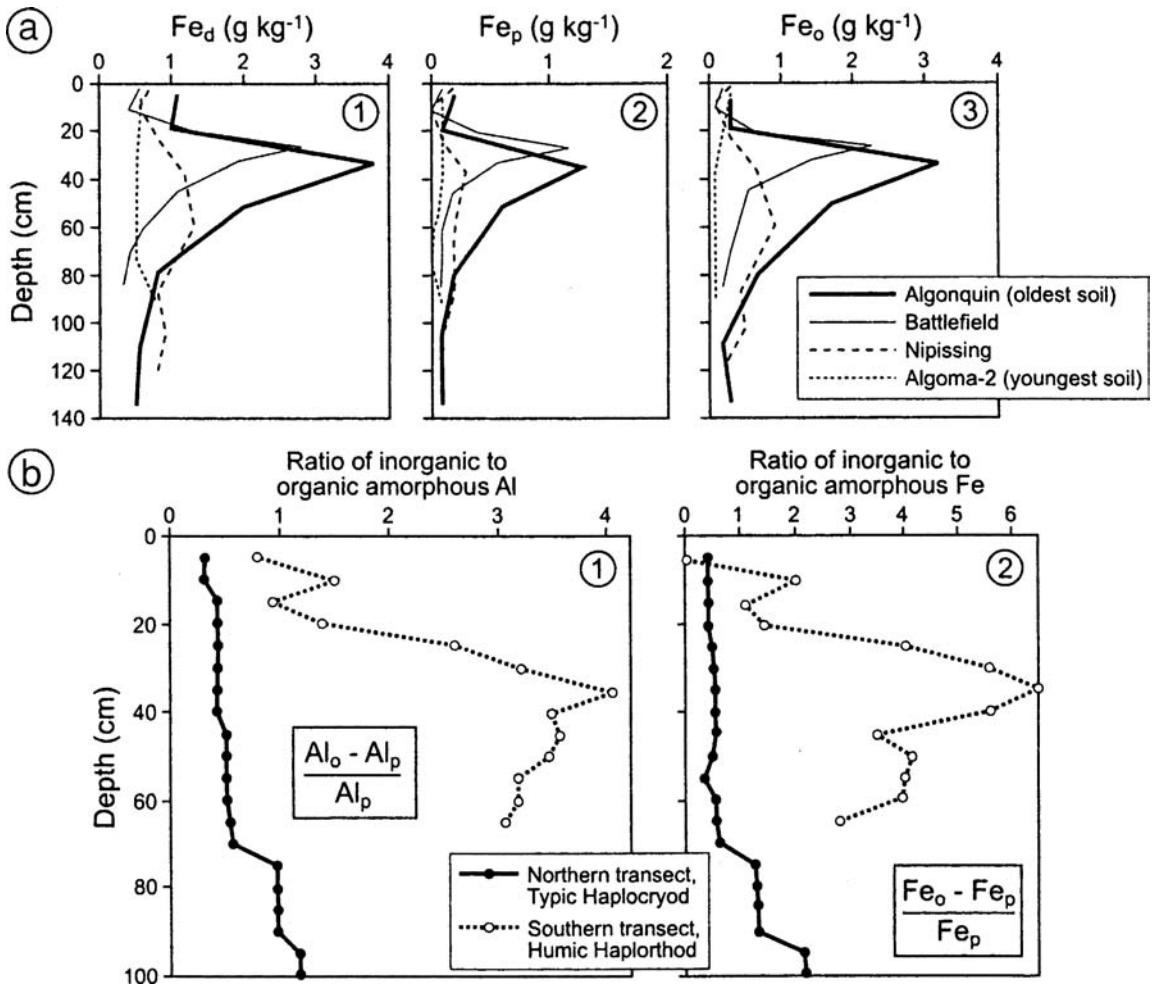 a
Fe_d (g kg⁻¹)
Fe_p (g kg⁻¹)
Fe_o (g kg⁻¹)
1 2 3 4
0 1 2
0 1 2 3 4
0
20
40
60
80
100
120
140
Depth (cm)
1
2
3
Algonquin (oldest soil)
Battlefield
Nipissing
Algoma-2 (youngest soil)
b
Ratio of inorganic to
organic amorphous Al
0 1 2 3 4
0
20
40
60
80
100
Depth (cm)
1
Al_o - Al_p
Al_p
Northern transect,
Typic Haplocryod
Southern transect,
Humic Haplorthod
Ratio of inorganic to
organic amorphous Fe
0 1 2 3 4 5 6
2
Fe_o - Fe_p
Fe_p